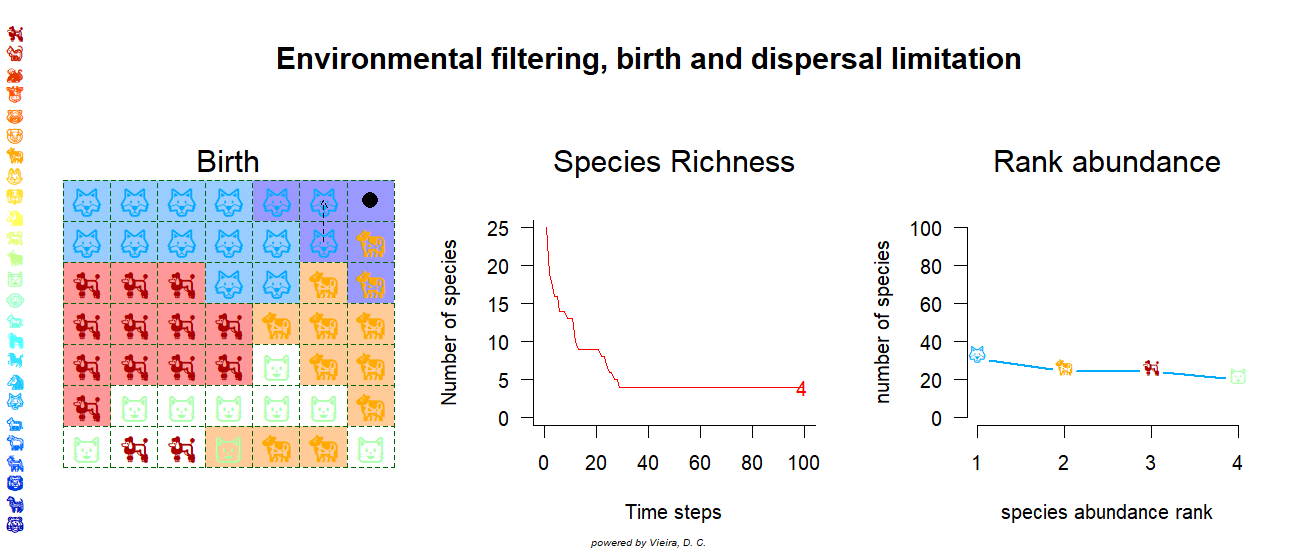 Environmental filtering, birth and dispersal limitation
Birth
Species Richness
Rank abundance
Number of species
25
20
15
10
5
0
4
0 20 40 60 80 100
Time steps
number of species
100
80
60
40
20
0
1 2 3 4
species abundance rank
powered by Vieira, D. C.